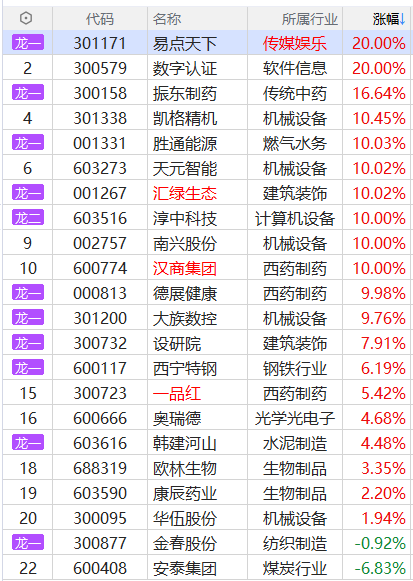 代码 名称 所属行业 涨幅↓
龙一 301171 易点天下 传媒娱乐 20.00%
2 300579 数字认证 软件信息 20.00%
龙一 300158 振东制药 传统中药 16.64%
4 301338 凯格精机 机械设备 10.45%
龙一 001331 胜通能源 燃气水务 10.03%
6 603273 天元智能 机械设备 10.02%
龙一 001267 汇绿生态 建筑装饰 10.02%
龙二 603516 淳中科技 计算机设备 10.00%
9 002757 南兴股份 机械设备 10.00%
10 600774 汉商集团 西药制药 10.00%
龙一 000813 德展健康 西药制药 9.98%
龙一 301200 大族数控 机械设备 9.76%
龙一 300732 设研院 建筑装饰 7.91%
龙一 600117 西宁特钢 钢铁行业 6.19%
15 300723 一品红 西药制药 5.42%
16 600666 奥瑞德 光学光电子 4.68%
龙一 603616 韩建河山 水泥制造 4.48%
18 688319 欧林生物 生物制品 3.35%
19 603590 康辰药业 生物制品 2.20%
20 300095 华伍股份 机械设备 1.94%
龙一 300877 金春股份 纺织制造 -0.92%
22 600408 安泰集团 煤炭行业 -6.83%